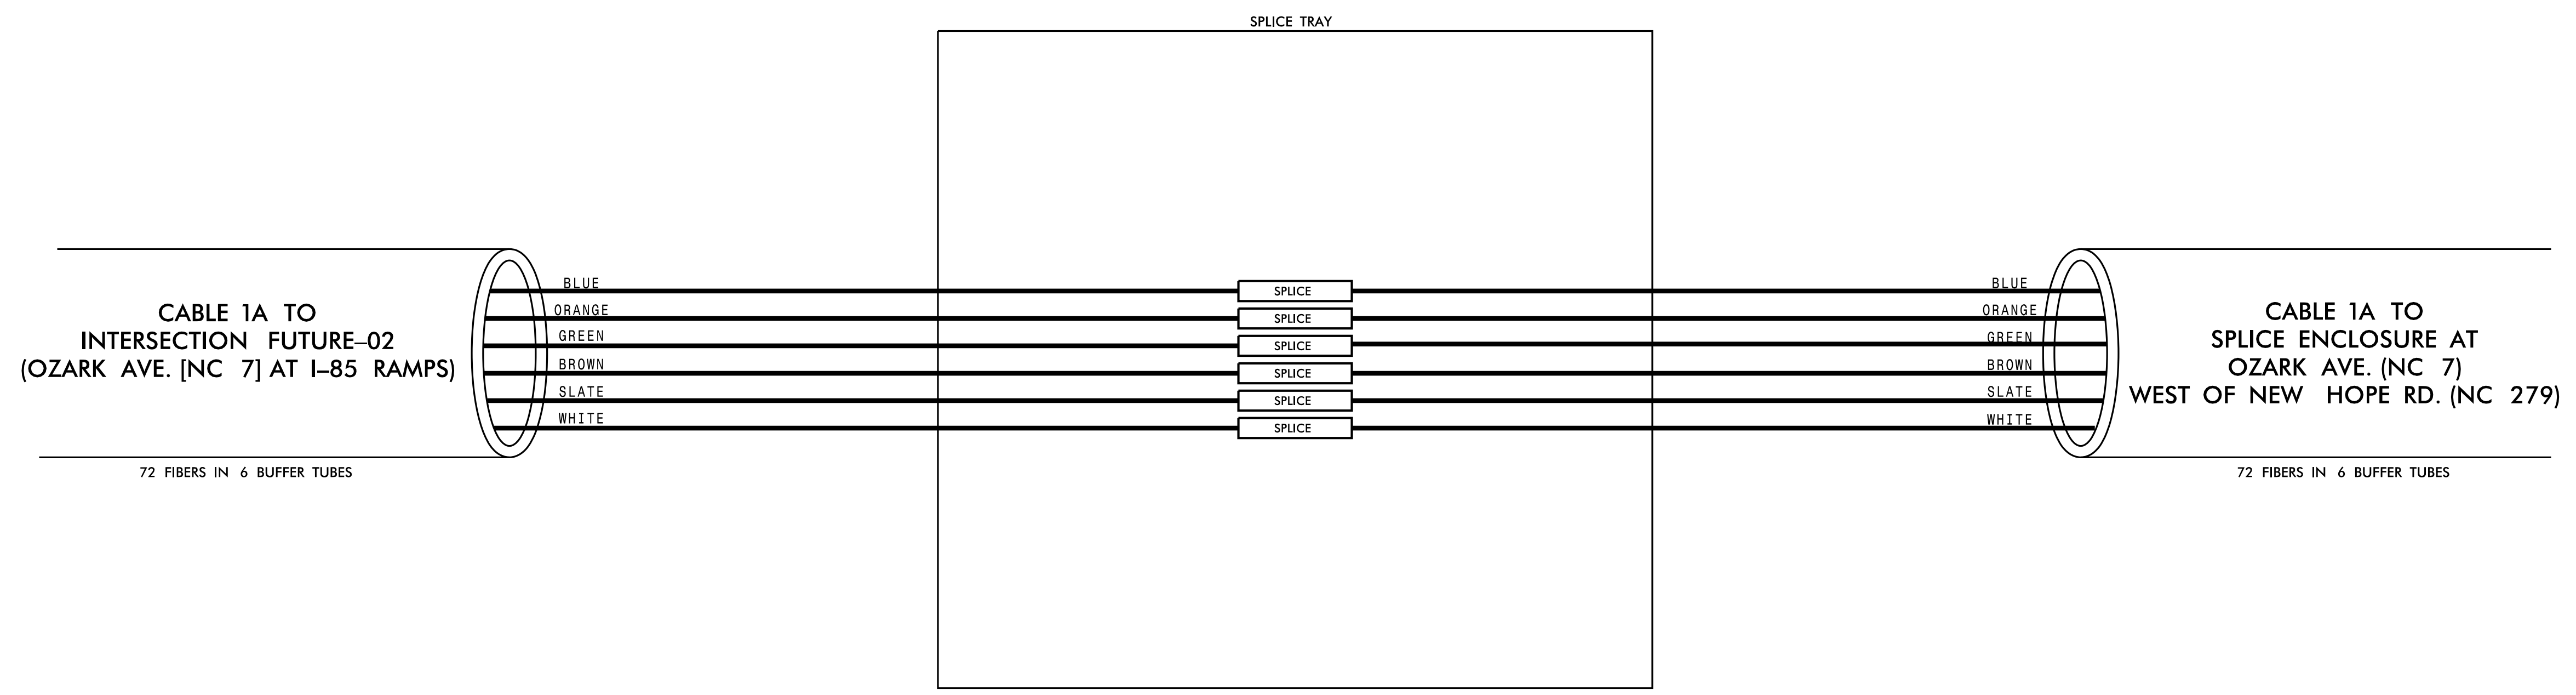 SPLICE TRAY
CABLE 1A TO
INTERSECTION FUTURE–02
(OZARK AVE. [NC 7] AT I–85 RAMPS)
72 FIBERS IN 6 BUFFER TUBES
BLUE
ORANGE
GREEN
BROWN
SLATE
WHITE
SPLICE
SPLICE
SPLICE
SPLICE
SPLICE
SPLICE
BLUE
ORANGE
GREEN
BROWN
SLATE
WHITE
CABLE 1A TO
SPLICE ENCLOSURE AT
OZARK AVE. (NC 7)
WEST OF NEW HOPE RD. (NC 279)
72 FIBERS IN 6 BUFFER TUBES